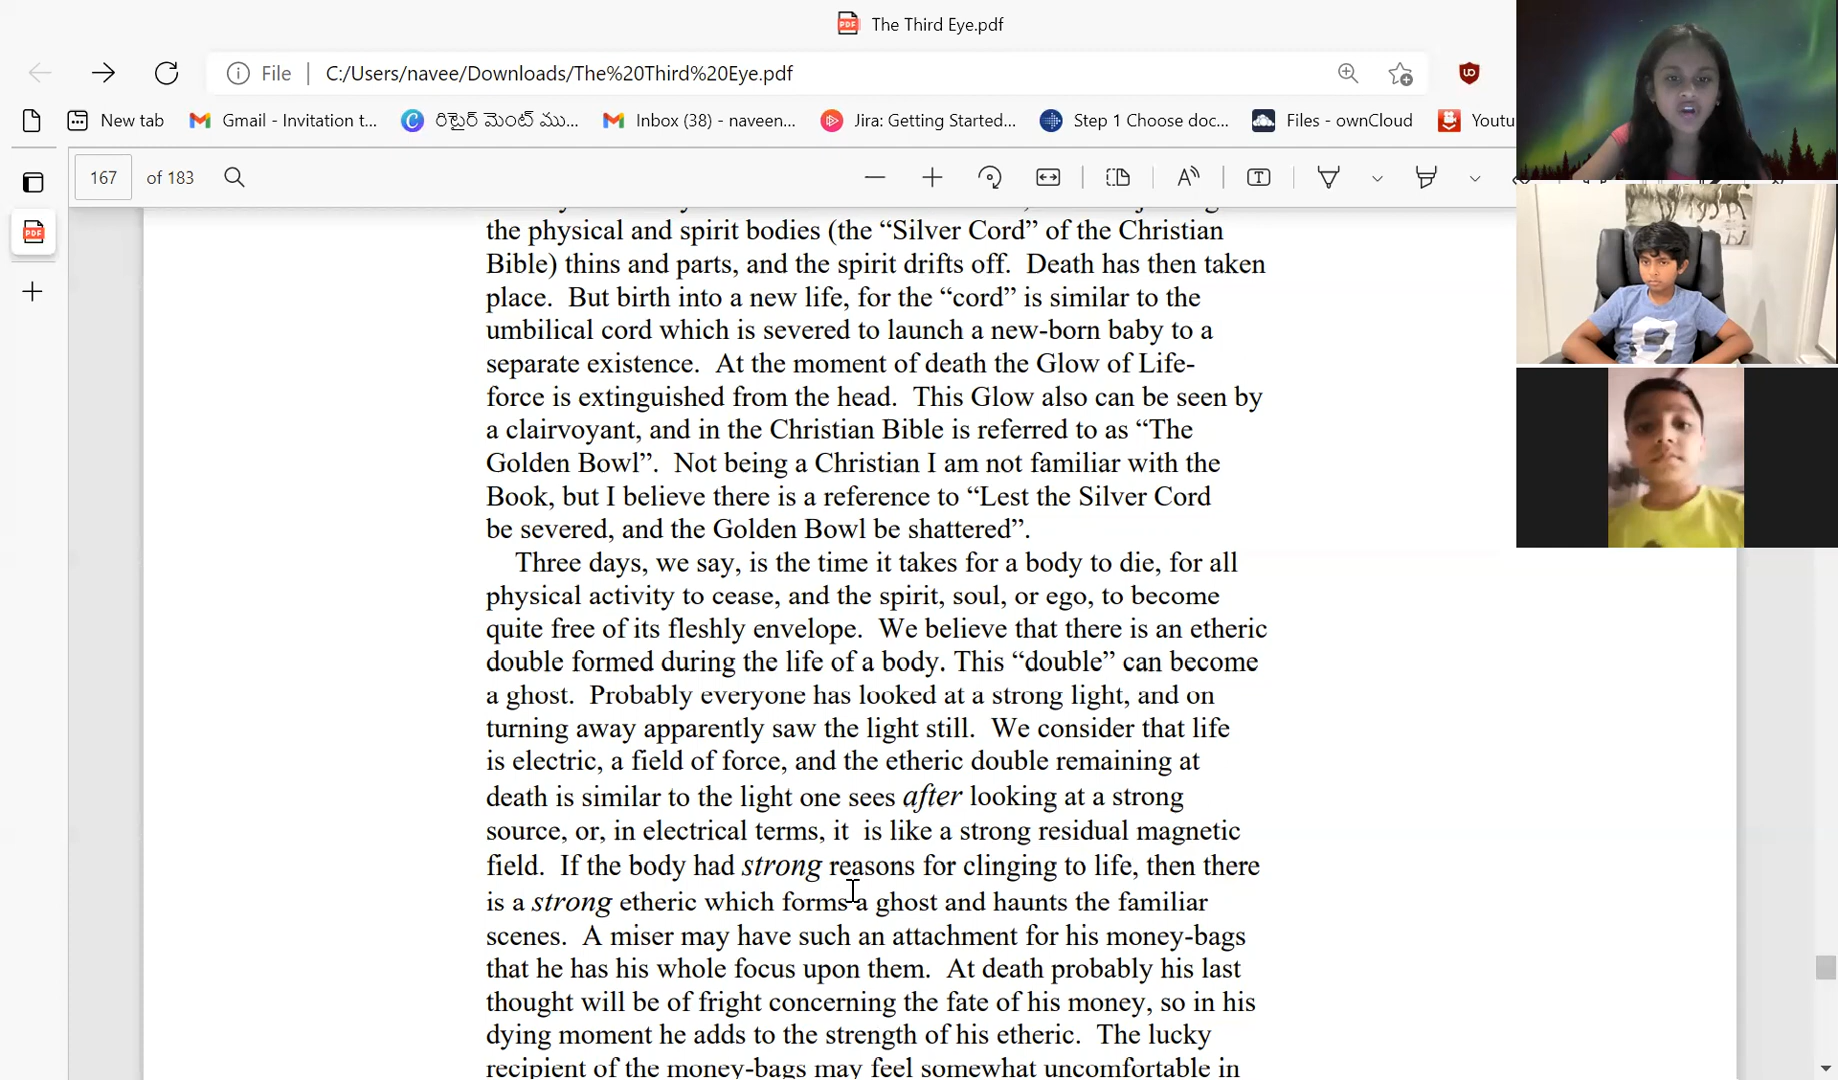 The Third Eye.pdf
File C:/Users/navee/Downloads/The%20Third%20Eye.pdf
New tab Gmail - Invitation t... రిటైర్ మెంట్ ము... Inbox (38) - naveen... Jira: Getting Started... Step 1 Choose doc... Files - ownCloud Youtu
167 of 183
the physical and spirit bodies (the “Silver Cord” of the Christian
Bible) thins and parts, and the spirit drifts off. Death has then taken
place. But birth into a new life, for the “cord” is similar to the
umbilical cord which is severed to launch a new-born baby to a
separate existence. At the moment of death the Glow of Life-
force is extinguished from the head. This Glow also can be seen by
a clairvoyant, and in the Christian Bible is referred to as “The
Golden Bowl”. Not being a Christian I am not familiar with the
Book, but I believe there is a reference to “Lest the Silver Cord
be severed, and the Golden Bowl be shattered”.
Three days, we say, is the time it takes for a body to die, for all
physical activity to cease, and the spirit, soul, or ego, to become
quite free of its fleshly envelope. We believe that there is an etheric
double formed during the life of a body. This “double” can become
a ghost. Probably everyone has looked at a strong light, and on
turning away apparently saw the light still. We consider that life
is electric, a field of force, and the etheric double remaining at
death is similar to the light one sees after looking at a strong
source, or, in electrical terms, it is like a strong residual magnetic
field. If the body had strong reasons for clinging to life, then there
is a strong etheric which forms a ghost and haunts the familiar
scenes. A miser may have such an attachment for his money-bags
that he has his whole focus upon them. At death probably his last
thought will be of fright concerning the fate of his money, so in his
dying moment he adds to the strength of his etheric. The lucky
recipient of the money-bags may feel somewhat uncomfortable in